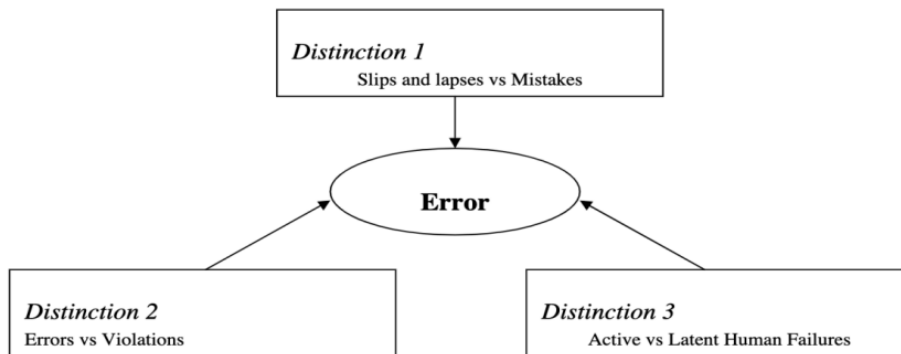 Distinction 1
Slips and lapses vs Mistakes
Error
Distinction 2
Errors vs Violations
Distinction 3
Active vs Latent Human Failures